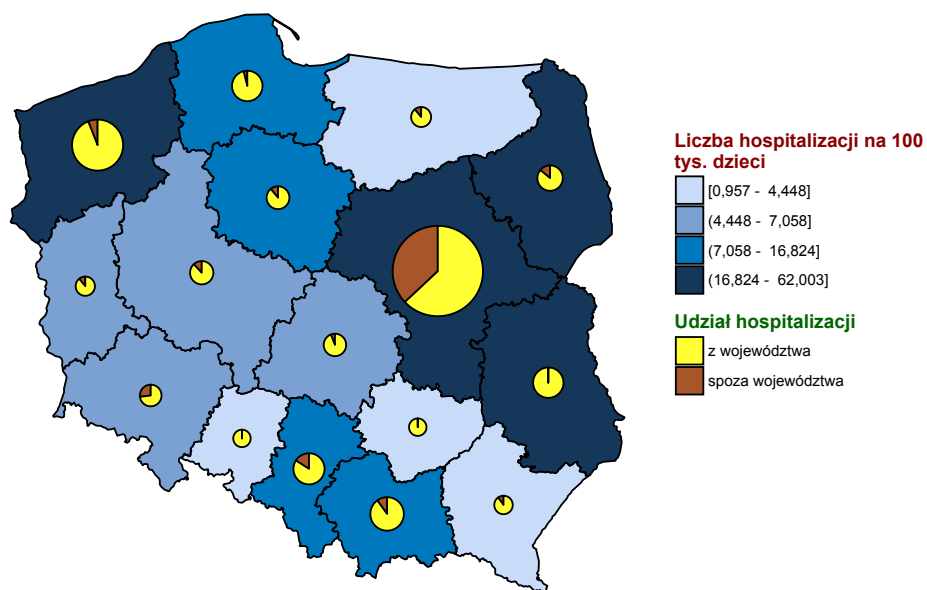 Liczba hospitalizacji na 100
tys. dzieci
[0,957 - 4,448]
(4,448 - 7,058]
(7,058 - 16,824]
(16,824 - 62,003]
Udział hospitalizacji
z województwa
spoza województwa